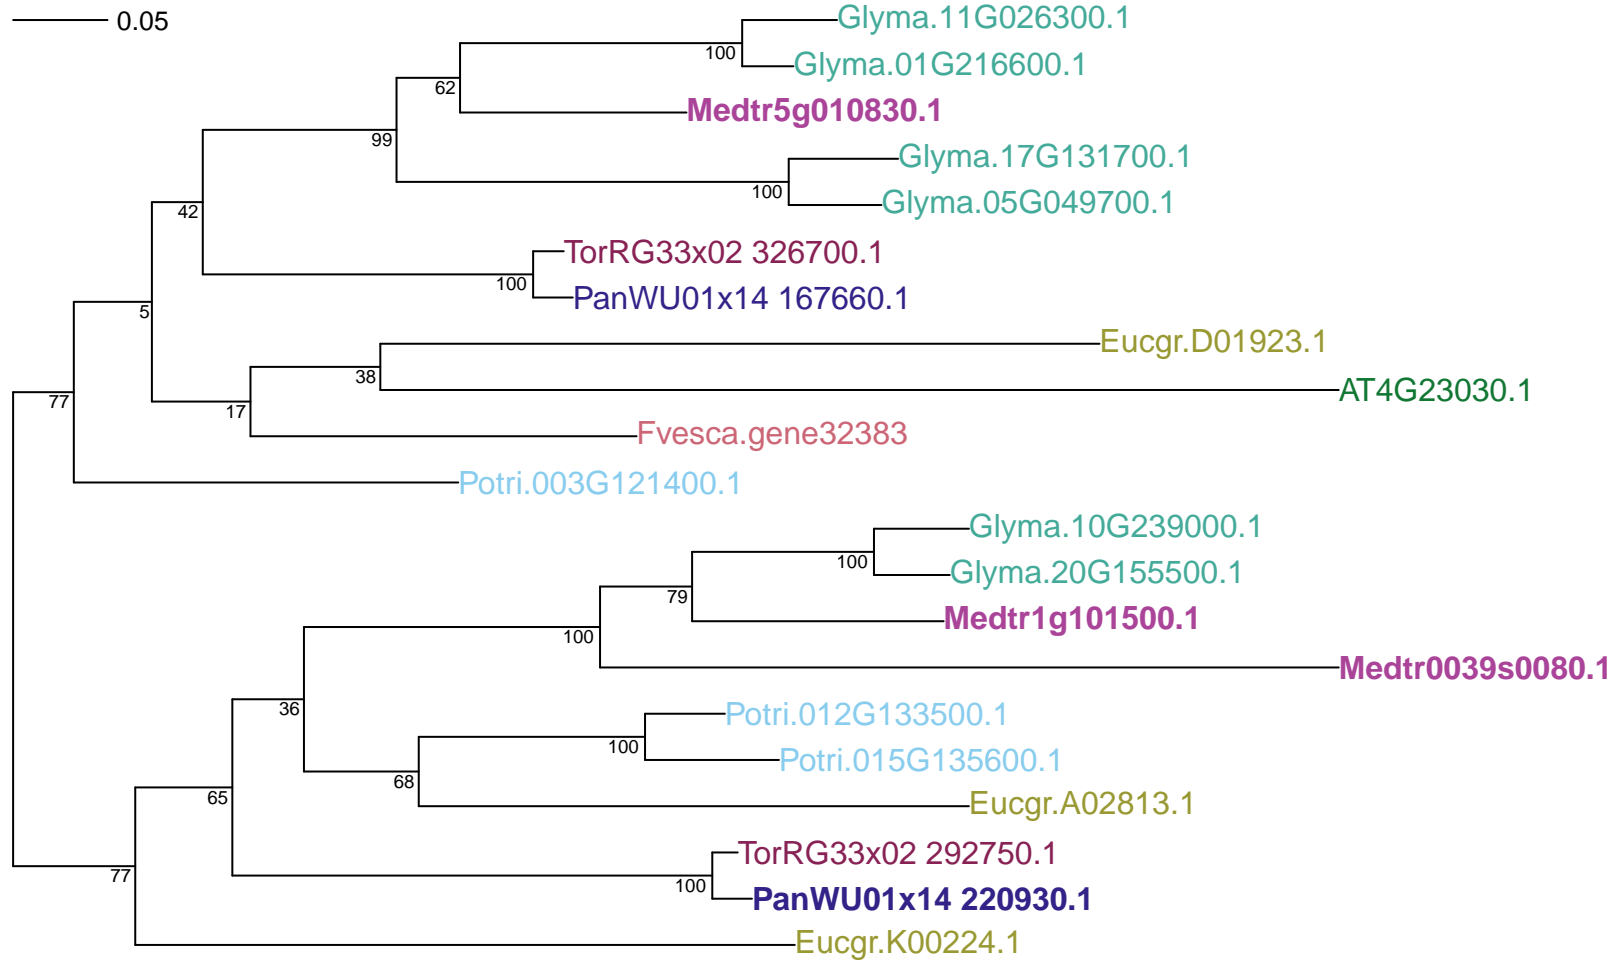 0.05
Glyma.11G026300.1
100
Glyma.01G216600.1
62
Medtr5g010830.1
99
Glyma.17G131700.1
100
Glyma.05G049700.1
42
TorRG33x02 326700.1
100
PanWU01x14 167660.1
5
Eucgr.D01923.1
38
AT4G23030.1
77
17
Fvesca.gene32383
Potri.003G121400.1
Glyma.10G239000.1
100
Glyma.20G155500.1
79
Medtr1g101500.1
100
Medtr0039s0080.1
36
Potri.012G133500.1
100
Potri.015G135600.1
68
65
Eucgr.A02813.1
TorRG33x02 292750.1
77
100
PanWU01x14 220930.1
Eucgr.K00224.1